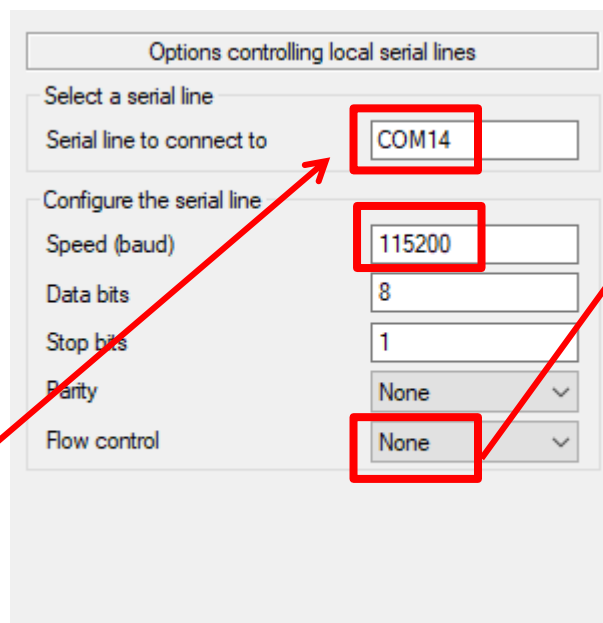 Options controlling local serial lines
Select a serial line
Serial line to connect to COM14
Configure the serial line
Speed (baud) 115200
Data bits 8
Stop bits 1
Parity None
Flow control None